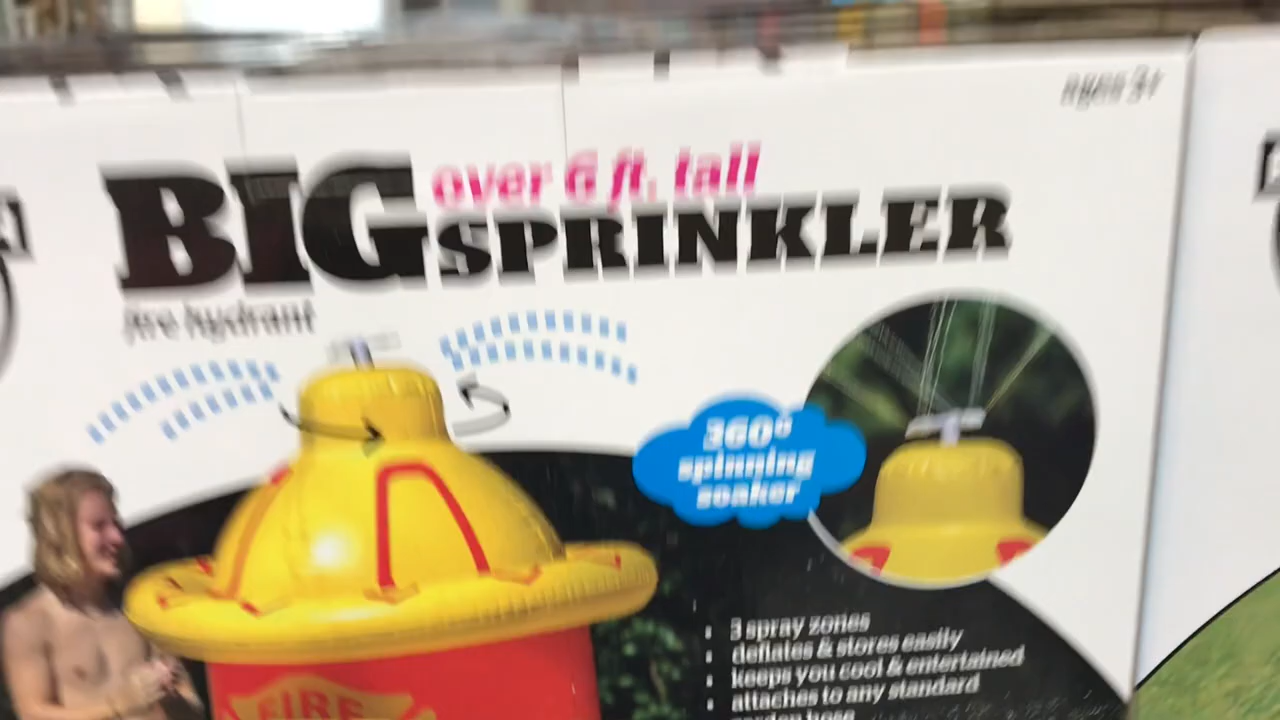 ages 3+
over 6 ft. tall
BIG SPRINKLER
fire hydrant
360°
spinning
soaker
3 spray zones
deflates & stores easily
keeps you cool & entertained
attaches to any standard
garden hose
FIRE